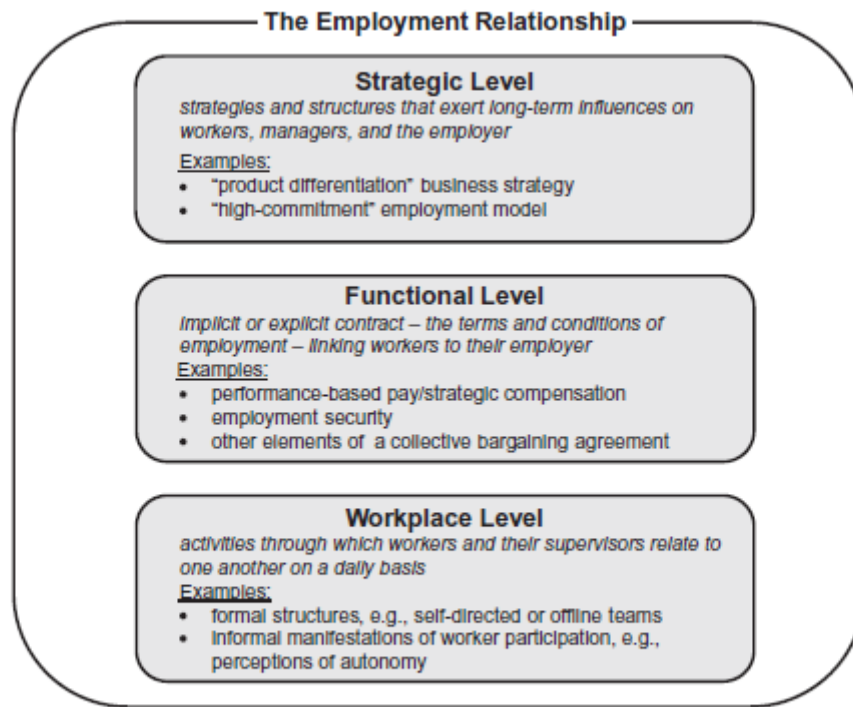 The Employment Relationship
Strategic Level
strategies and structures that exert long-term influences on
workers, managers, and the employer
Examples:
• “product differentiation” business strategy
• “high-commitment” employment model
Functional Level
implicit or explicit contract – the terms and conditions of
employment – linking workers to their employer
Examples:
• performance-based pay/strategic compensation
• employment security
• other elements of a collective bargaining agreement
Workplace Level
activities through which workers and their supervisors relate to
one another on a daily basis
Examples:
• formal structures, e.g., self-directed or offline teams
• informal manifestations of worker participation, e.g.,
perceptions of autonomy